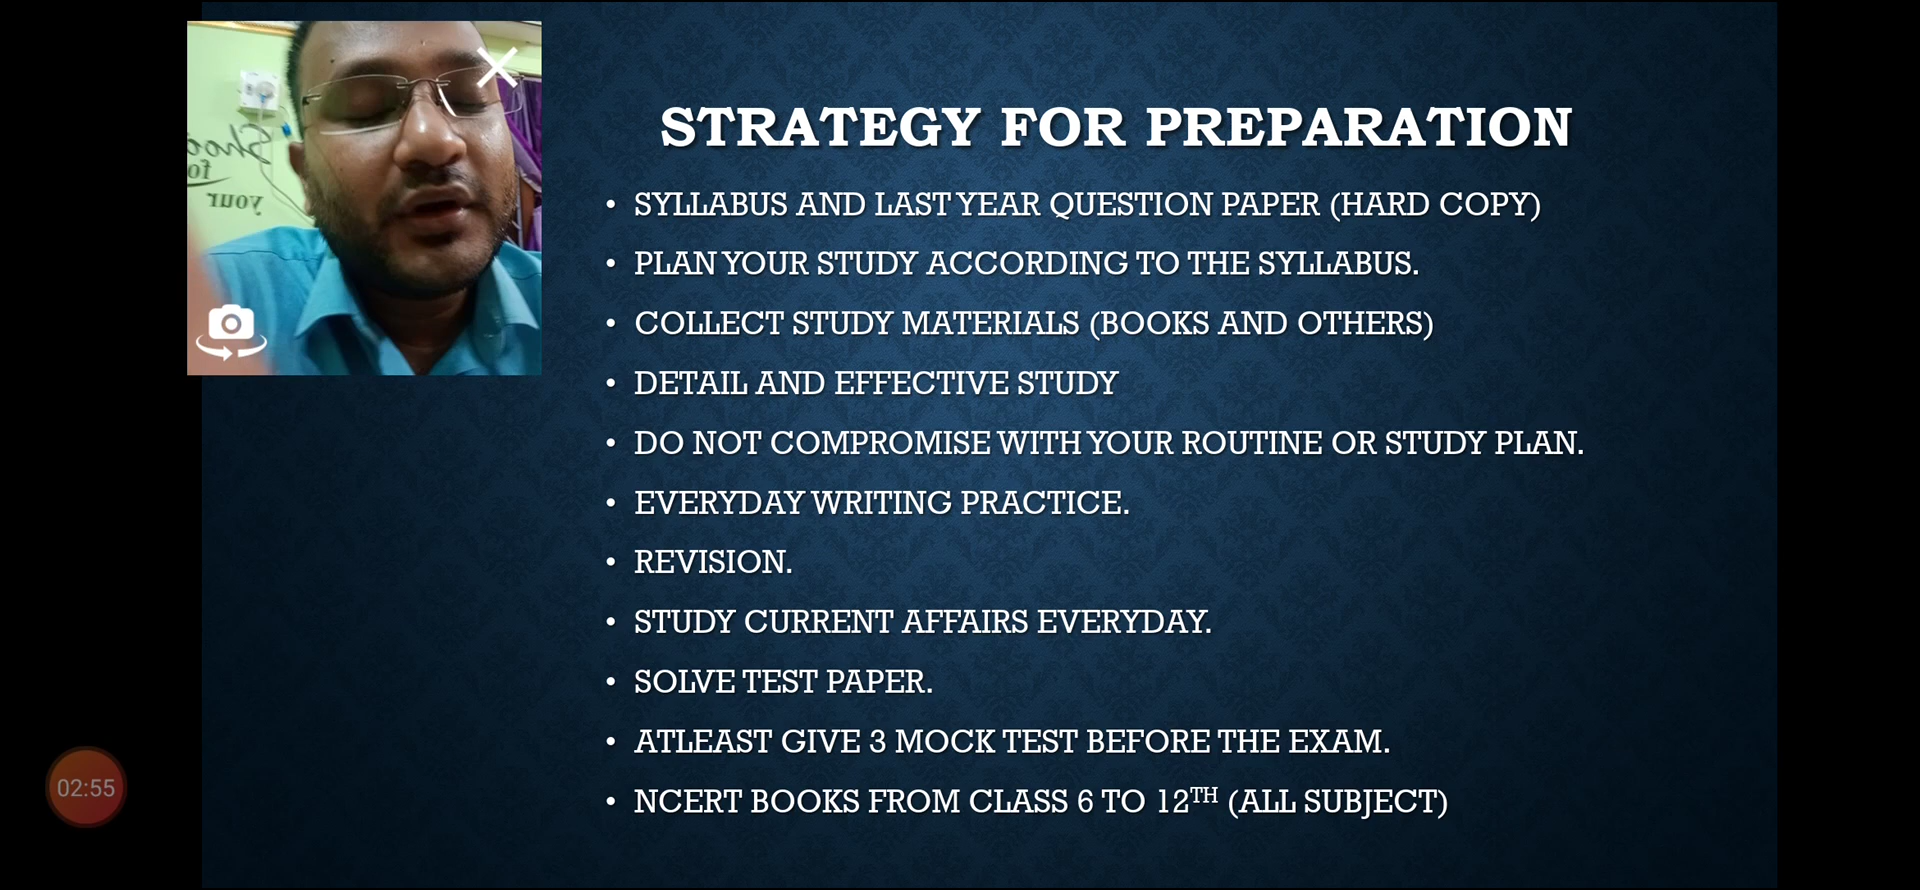 STRATEGY FOR PREPARATION
• SYLLABUS AND LAST YEAR QUESTION PAPER (HARD COPY)
• PLAN YOUR STUDY ACCORDING TO THE SYLLABUS.
• COLLECT STUDY MATERIALS (BOOKS AND OTHERS)
• DETAIL AND EFFECTIVE STUDY
• DO NOT COMPROMISE WITH YOUR ROUTINE OR STUDY PLAN.
• EVERYDAY WRITING PRACTICE.
• REVISION.
• STUDY CURRENT AFFAIRS EVERYDAY.
• SOLVE TEST PAPER.
• ATLEAST GIVE 3 MOCK TEST BEFORE THE EXAM.
• NCERT BOOKS FROM CLASS 6 TO 12TH (ALL SUBJECT)
your
02:55